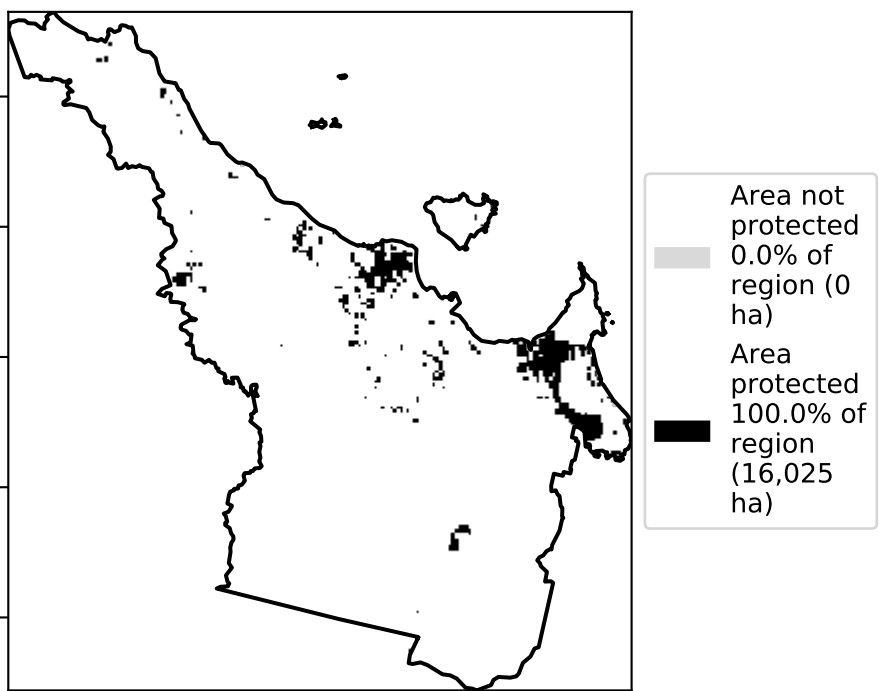 Area not
protected
0.0% of
region (0
ha)
Area
protected
100.0% of
region
(16,025
ha)